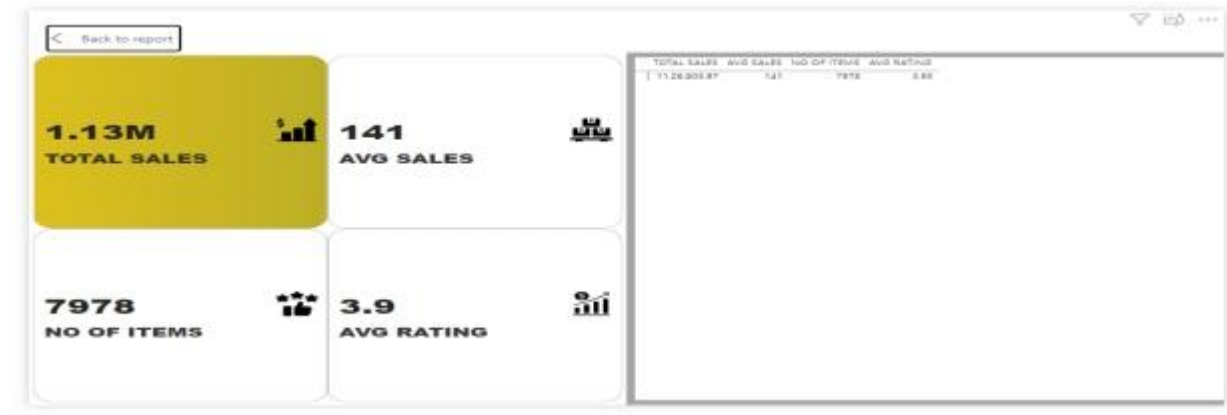 Back to report
1.13M
TOTAL SALES
141
AVG SALES
7978
NO OF ITEMS
3.9
AVG RATING
TOTAL SALES AVG SALES NO OF ITEMS AVG RATING
141 7978